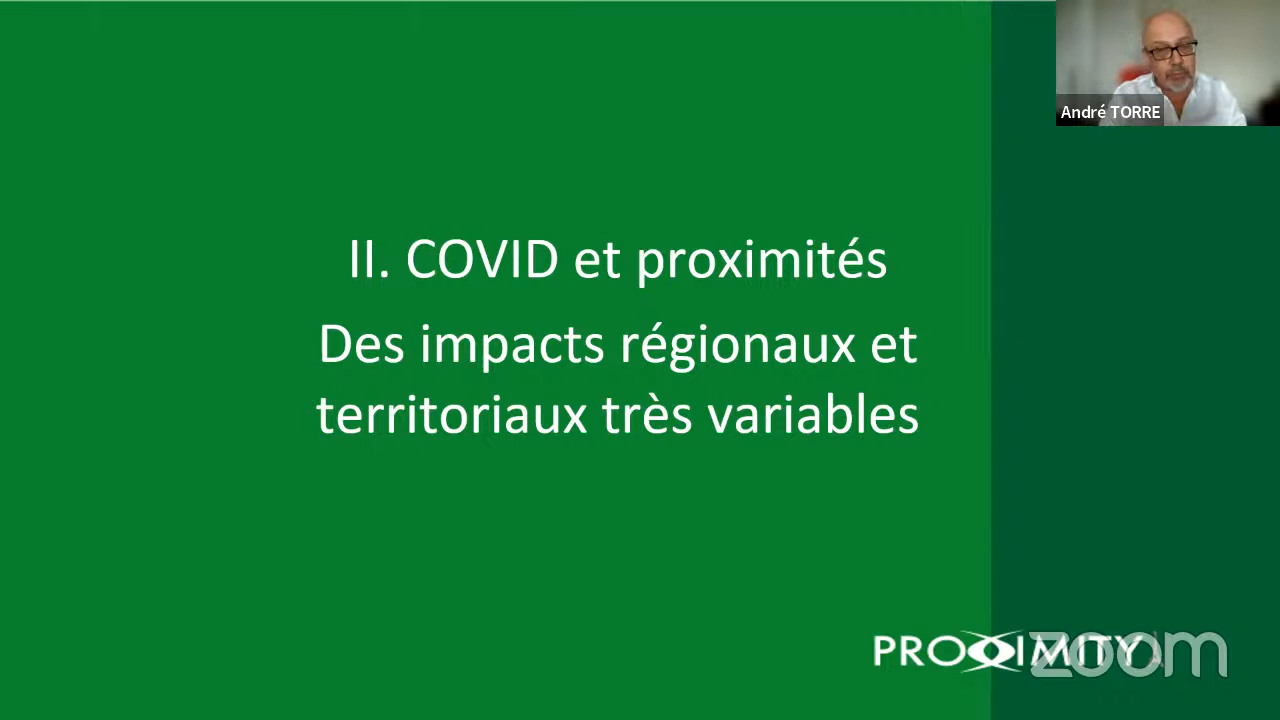 André TORRE
II. COVID et proximités
Des impacts régionaux et
territoriaux très variables
PROXIMITY
zoom